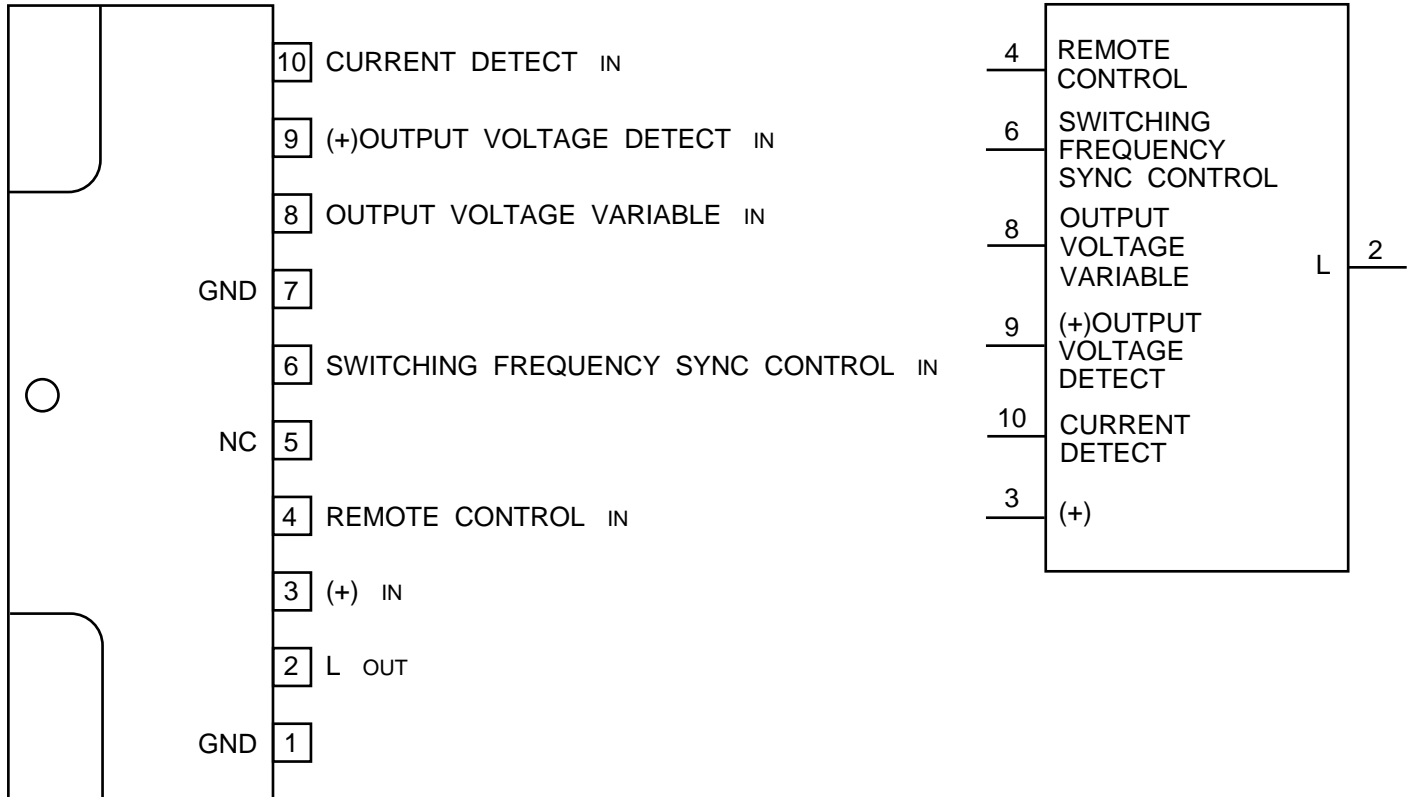 10 CURRENT DETECT IN
9 (+)OUTPUT VOLTAGE DETECT IN
8 OUTPUT VOLTAGE VARIABLE IN
GND 7
6 SWITCHING FREQUENCY SYNC CONTROL IN
NC 5
4 REMOTE CONTROL IN
3 (+) IN
2 L OUT
GND 1
4 REMOTE
CONTROL
6 SWITCHING
FREQUENCY
SYNC CONTROL
8 OUTPUT
VOLTAGE
VARIABLE
9 (+)OUTPUT
VOLTAGE
DETECT
10 CURRENT
DETECT
3 (+)
L 2